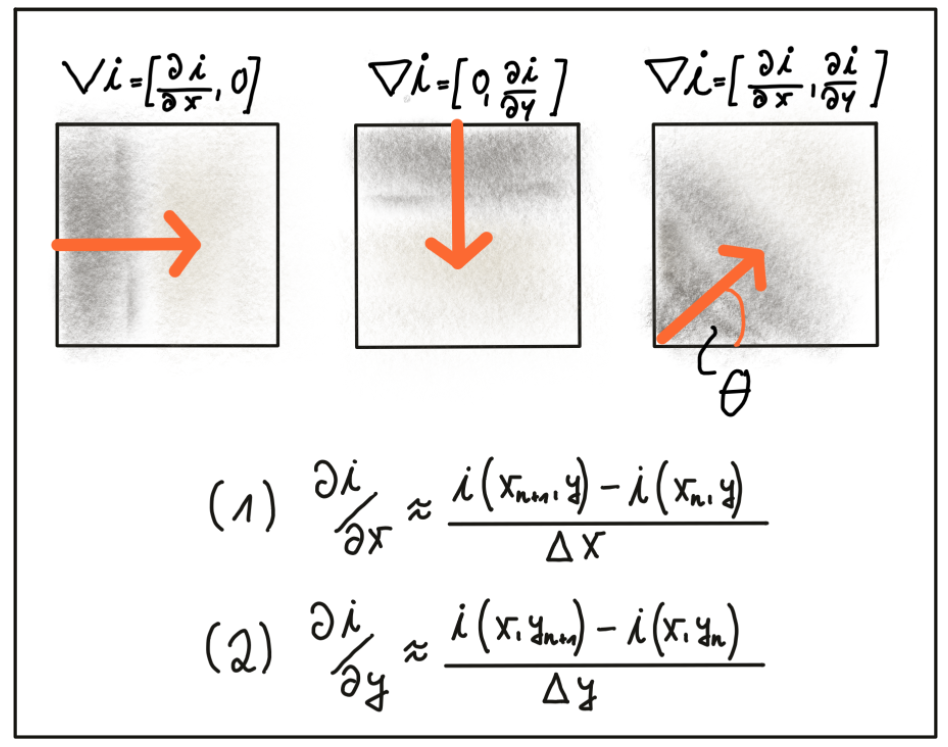 ∇i=[∂i/∂x, 0]
∇i=[0, ∂i/∂y]
∇i=[∂i/∂x, ∂i/∂y]
θ
(1) ∂i/∂x ≈ i(xₙ₊₁, y) − i(xₙ, y) / Δx
(2) ∂i/∂y ≈ i(x, yₙ₊₁) − i(x, yₙ) / Δy